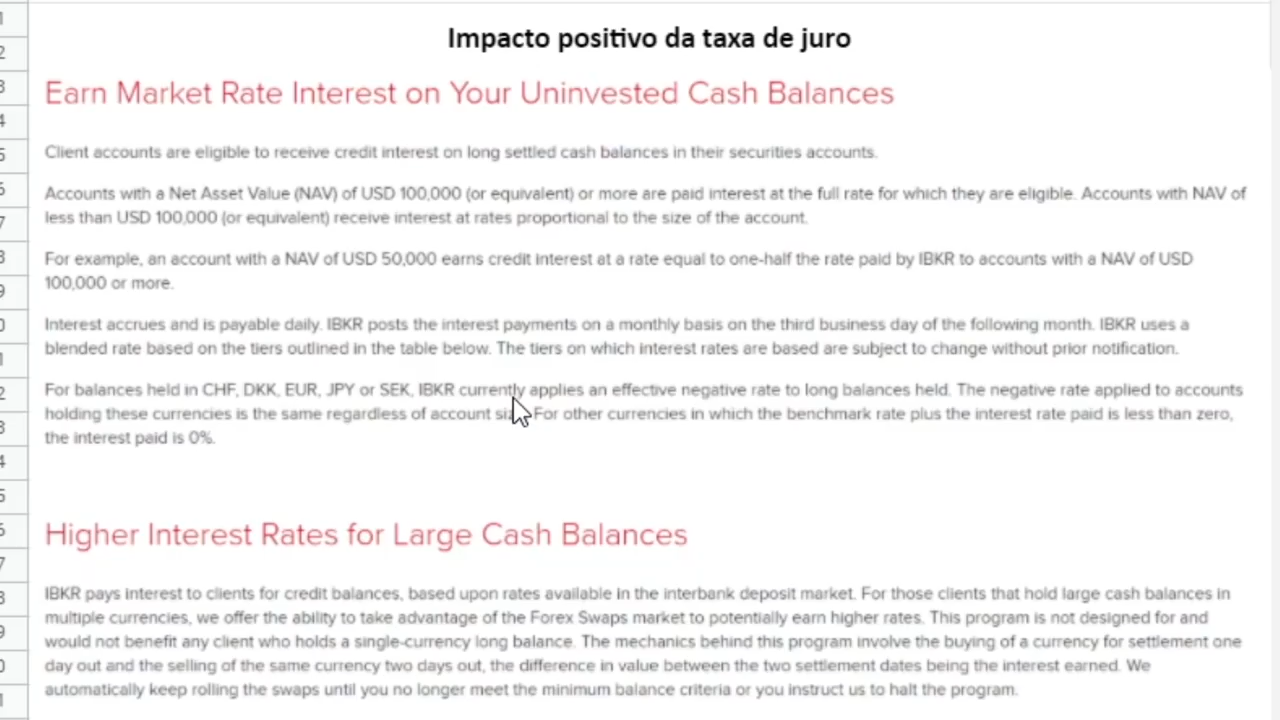 Impacto positivo da taxa de juro
Earn Market Rate Interest on Your Uninvested Cash Balances
Client accounts are eligible to receive credit interest on long settled cash balances in their securities accounts.
Accounts with a Net Asset Value (NAV) of USD 100,000 (or equivalent) or more are paid interest at the full rate for which they are eligible. Accounts with NAV of
less than USD 100,000 (or equivalent) receive interest at rates proportional to the size of the account.
For example, an account with a NAV of USD 50,000 earns credit interest at a rate equal to one-half the rate paid by IBKR to accounts with a NAV of USD
100,000 or more.
Interest accrues and is payable daily. IBKR posts the interest payments on a monthly basis on the third business day of the following month. IBKR uses a
blended rate based on the tiers outlined in the table below. The tiers on which interest rates are based are subject to change without prior notification.
For balances held in CHF, DKK, EUR, JPY or SEK, IBKR currently applies an effective negative rate to long balances held. The negative rate applied to accounts
holding these currencies is the same regardless of account For other currencies in which the benchmark rate plus the interest rate paid is less than zero,
the interest paid is 0%.
Higher Interest Rates for Large Cash Balances
IBKR pays interest to clients for credit balances, based upon rates available in the interbank deposit market. For those clients that hold large cash balances in
multiple currencies, we offer the ability to take advantage of the Forex Swaps market to potentially earn higher rates. This program is not designed for and
would not benefit any client who holds a single-currency long balance. The mechanics behind this program involve the buying of a currency for settlement one
day out and the selling of the same currency two days out, the difference in value between the two settlement dates being the interest earned. We
automatically keep rolling the swaps until you no longer meet the minimum balance criteria or you instruct us to halt the program.